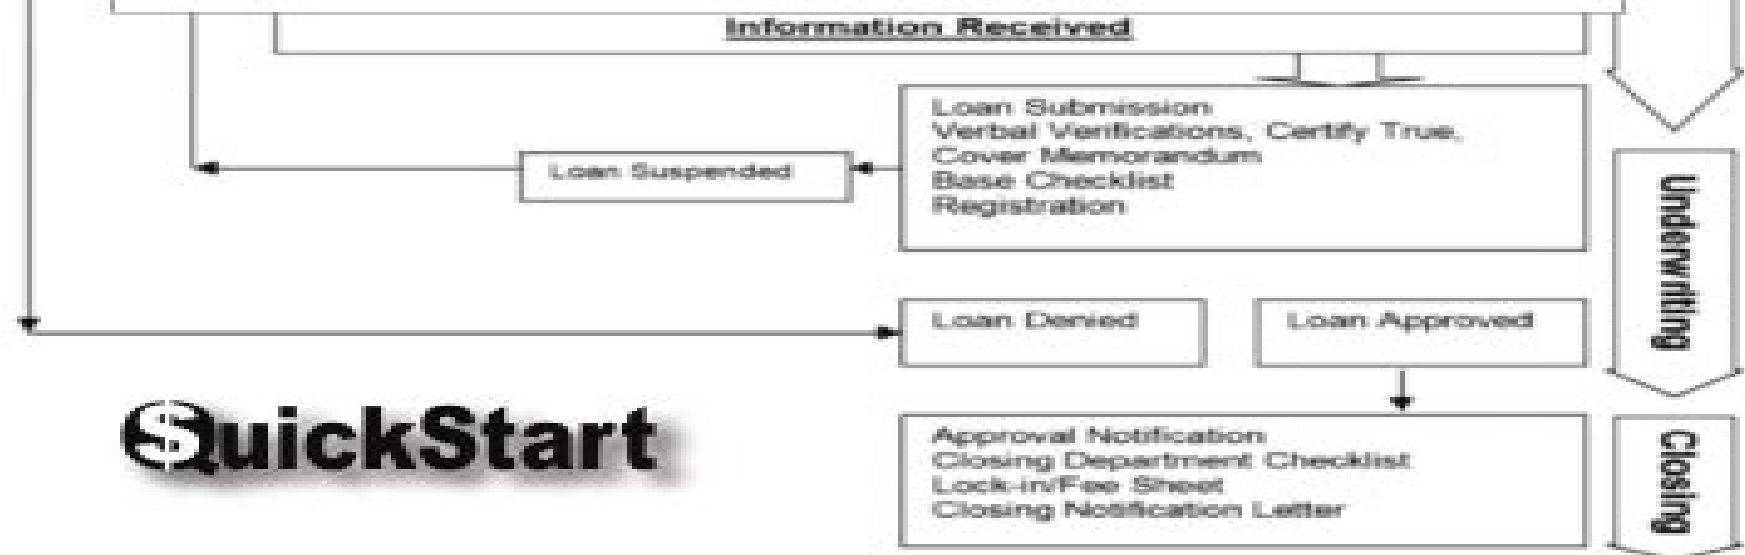 Information Received
Loan Submission
Verbal Verifications, Certify True,
Cover Memorandum
Base Checklist
Registration
Loan Suspended
Underwriting
Loan Denied
Loan Approved
QuickStart
Approval Notification
Closing Department Checklist
Lock-in/Fee Sheet
Closing Notification Letter
Closing